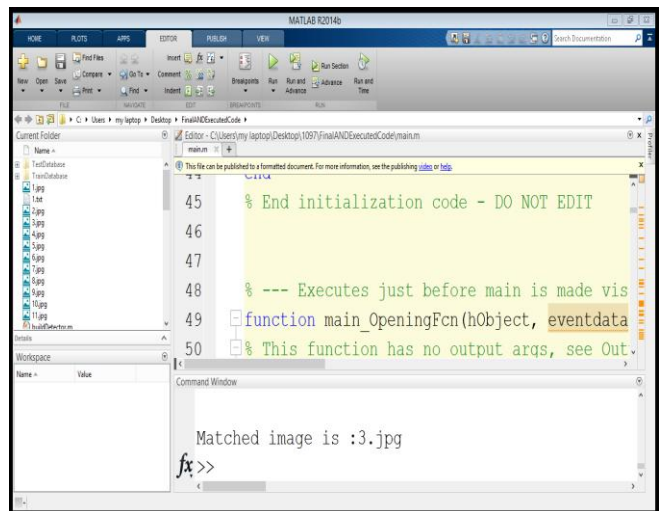 MATLAB R2014b
HOME PLOTS APPS EDITOR PUBLISH VIEW Search Documentation
Find Files Insert fx Run Section
New Open Save Compare Go To Comment Breakpoints Run Run and Advance Advance Run and Time
Print Find Indent
FILE NAVIGATE EDIT BREAKPOINTS RUN
C: Users my laptop Desktop FinalANDExecutedCode
Current Folder
Name
TestDatabase
TrainDatabase
1.jpg
1.txt
2.jpg
3.jpg
4.jpg
5.jpg
6.jpg
7.jpg
8.jpg
9.jpg
10.jpg
11.jpg
buildDetector.m
Details
Workspace
Name Value
Editor - C:\Users\my laptop\Desktop\1097\FinalANDExecutedCode\main.m
main.m
This file can be published to a formatted document. For more information, see the publishing video or help.
44 end
45 % End initialization code - DO NOT EDIT
46
47
48 % --- Executes just before main is made vis
49 function main_OpeningFcn(hObject, eventdata
50 % This function has no output args, see Out
Command Window
Matched image is :3.jpg
fx >>
Profiler